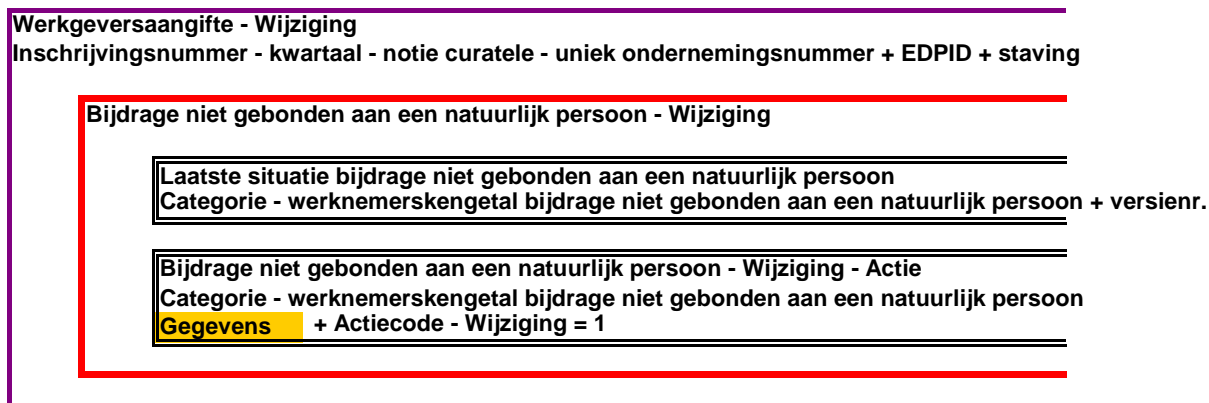 Werkgeversaangifte - Wijziging
Inschrijvingsnummer - kwartaal - notie curatele - uniek ondernemingsnummer + EDPID + staving
Bijdrage niet gebonden aan een natuurlijk persoon - Wijziging
Laatste situatie bijdrage niet gebonden aan een natuurlijk persoon
Categorie - werknemerskengetal bijdrage niet gebonden aan een natuurlijk persoon + versienr.
Bijdrage niet gebonden aan een natuurlijk persoon - Wijziging - Actie
Categorie - werknemerskengetal bijdrage niet gebonden aan een natuurlijk persoon
Gegevens + Actiecode - Wijziging = 1